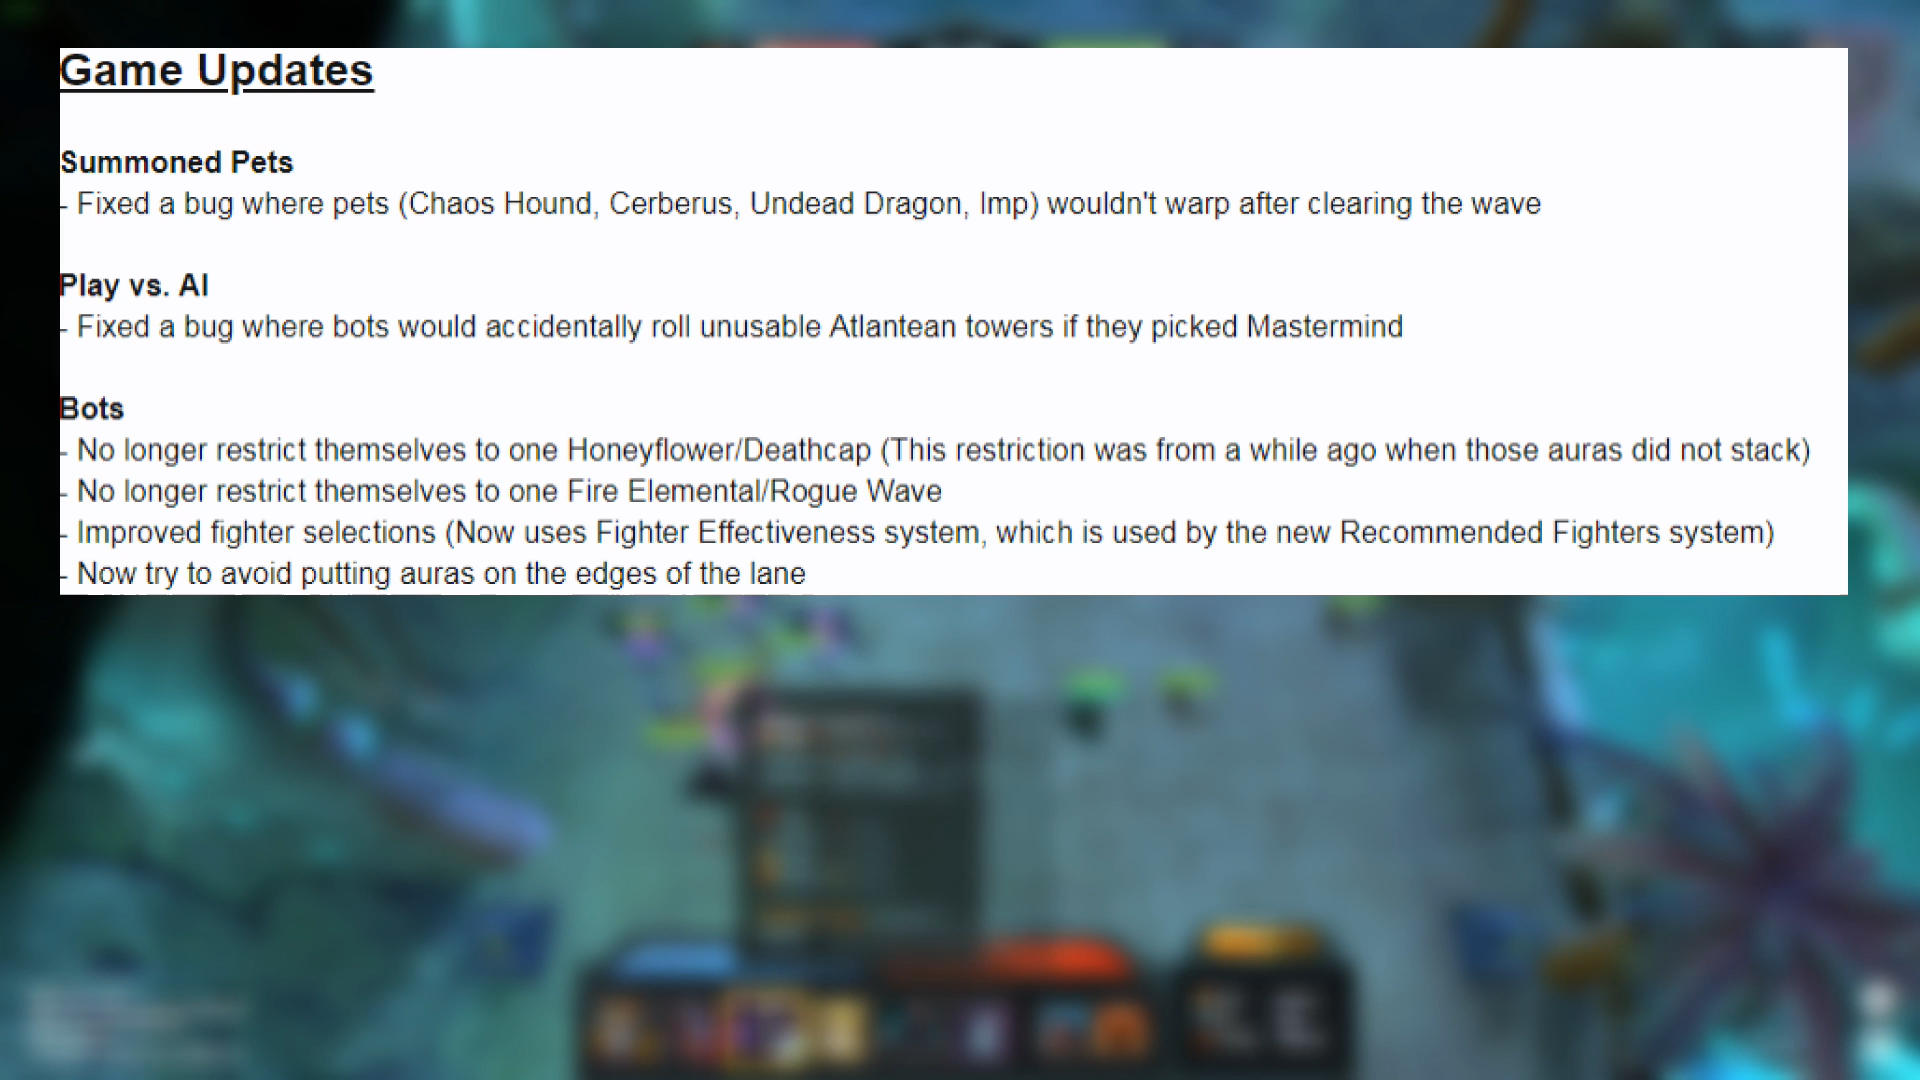 Game Updates
Summoned Pets
- Fixed a bug where pets (Chaos Hound, Cerberus, Undead Dragon, Imp) wouldn't warp after clearing the wave
Play vs. AI
- Fixed a bug where bots would accidentally roll unusable Atlantean towers if they picked Mastermind
Bots
- No longer restrict themselves to one Honeyflower/Deathcap (This restriction was from a while ago when those auras did not stack)
- No longer restrict themselves to one Fire Elemental/Rogue Wave
- Improved fighter selections (Now uses Fighter Effectiveness system, which is used by the new Recommended Fighters system)
- Now try to avoid putting auras on the edges of the lane